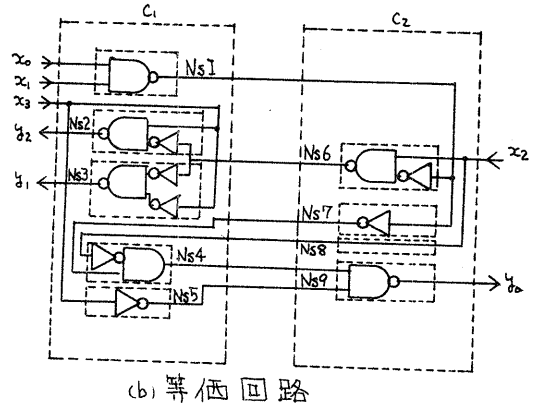 C₁
C₂
x₀
x₁
x₃
y₂
y₁
Ns1
Ns2
Ns3
Ns4
Ns5
Ns6
Ns7
Ns8
Ns9
x₂
y₀
(b) 等価回路